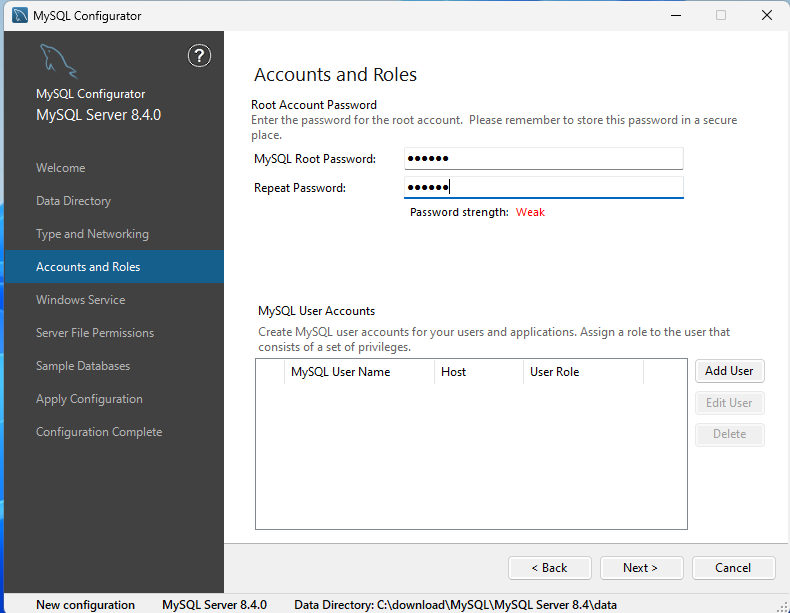 MySQL Configurator
?
MySQL Configurator
MySQL Server 8.4.0
Welcome
Data Directory
Type and Networking
Accounts and Roles
Windows Service
Server File Permissions
Sample Databases
Apply Configuration
Configuration Complete
Accounts and Roles
Root Account Password
Enter the password for the root account.  Please remember to store this password in a secure
place.
MySQL Root Password: ●●●●●●
Repeat Password: ●●●●●●
Password strength: Weak
MySQL User Accounts
Create MySQL user accounts for your users and applications. Assign a role to the user that
consists of a set of privileges.
MySQL User Name Host User Role
Add User
Edit User
Delete
< Back Next > Cancel
New configuration MySQL Server 8.4.0 Data Directory: C:\download\MySQL\MySQL Server 8.4\data